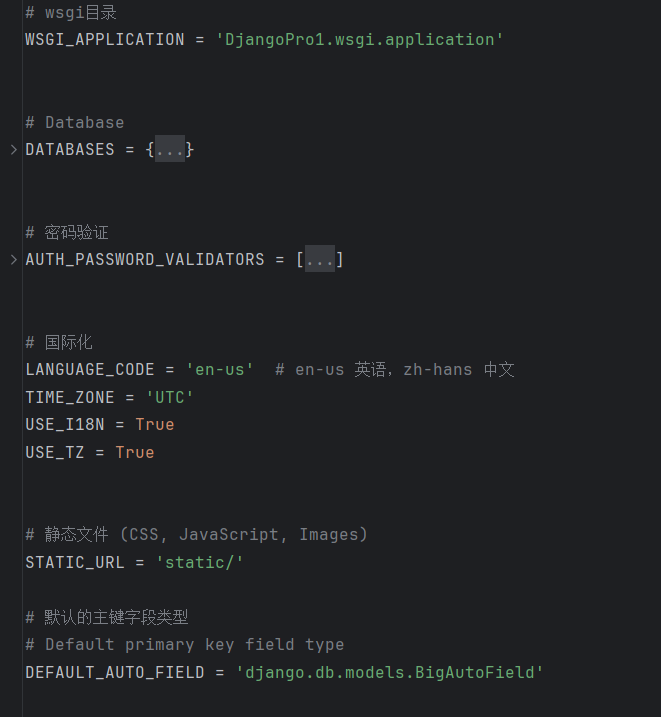 # wsgi目录
WSGI_APPLICATION = 'DjangoPro1.wsgi.application'
# Database
DATABASES = {...}
# 密码验证
AUTH_PASSWORD_VALIDATORS = [...]
# 国际化
LANGUAGE_CODE = 'en-us'  # en-us 英语，zh-hans 中文
TIME_ZONE = 'UTC'
USE_I18N = True
USE_TZ = True
# 静态文件 (CSS, JavaScript, Images)
STATIC_URL = 'static/'
# 默认的主键字段类型
# Default primary key field type
DEFAULT_AUTO_FIELD = 'django.db.models.BigAutoField'